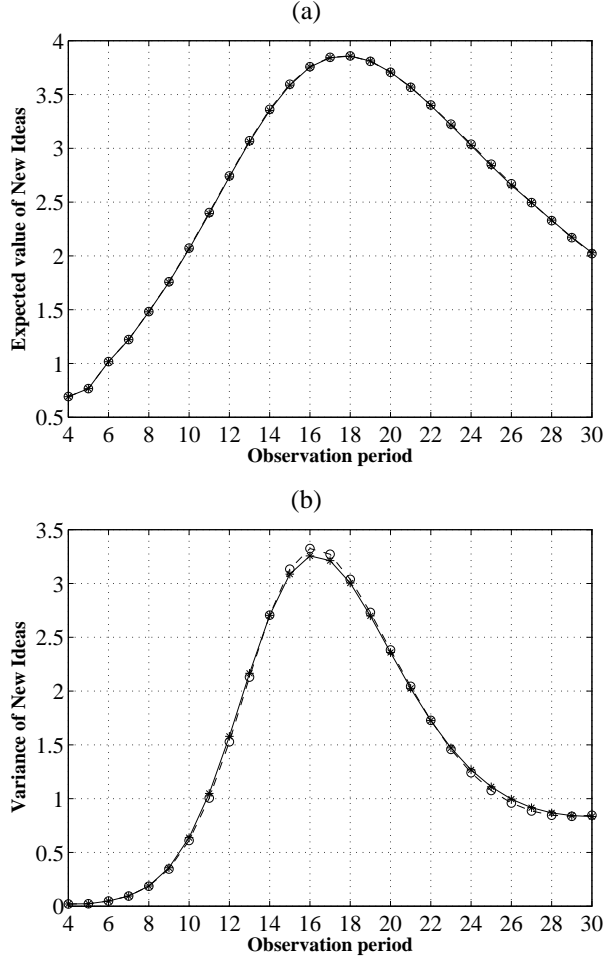 (a)
4
3.5
3
2.5
2
1.5
1
0.5
Expected value of New Ideas
4 6 8 10 12 14 16 18 20 22 24 26 28 30
Observation period
(b)
3.5
3
2.5
2
1.5
1
0.5
0
Variance of New Ideas
4 6 8 10 12 14 16 18 20 22 24 26 28 30
Observation period